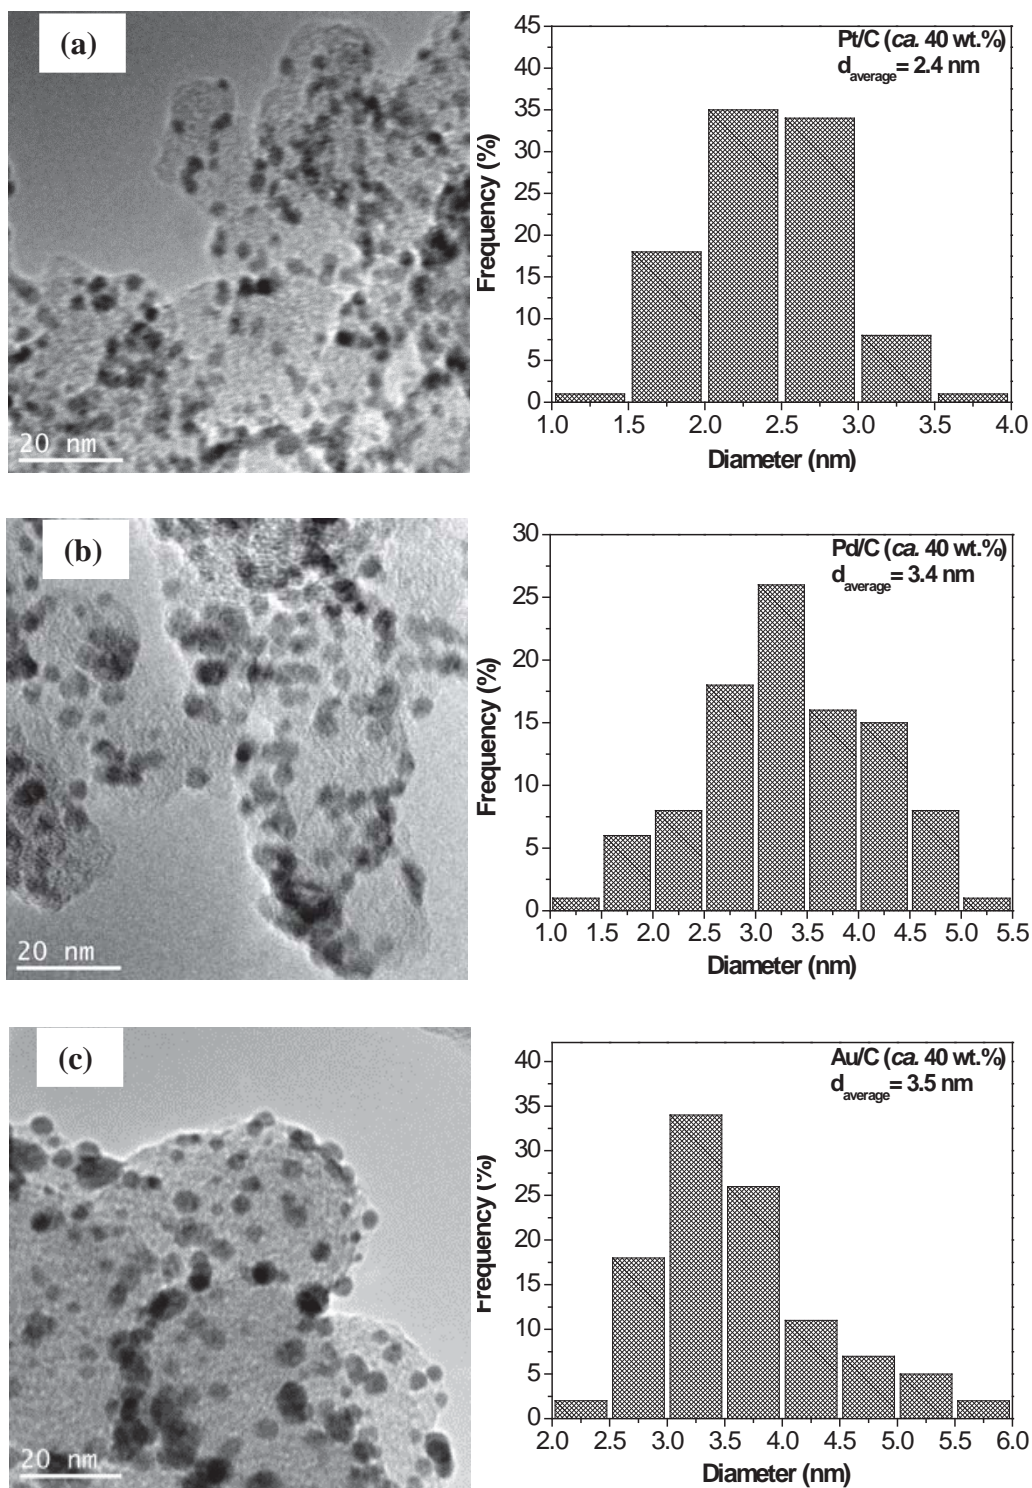 (a)
20 nm
Pt/C (ca. 40 wt.%)
daverage= 2.4 nm
Frequency (%)
45
40
35
30
25
20
15
10
5
0
1.0 1.5 2.0 2.5 3.0 3.5 4.0
Diameter (nm)
(b)
20 nm
Pd/C (ca. 40 wt.%)
daverage= 3.4 nm
Frequency (%)
30
25
20
15
10
5
0
1.0 1.5 2.0 2.5 3.0 3.5 4.0 4.5 5.0 5.5
Diameter (nm)
(c)
20 nm
Au/C (ca. 40 wt.%)
daverage= 3.5 nm
Frequency (%)
40
35
30
25
20
15
10
5
0
2.0 2.5 3.0 3.5 4.0 4.5 5.0 5.5 6.0
Diameter (nm)